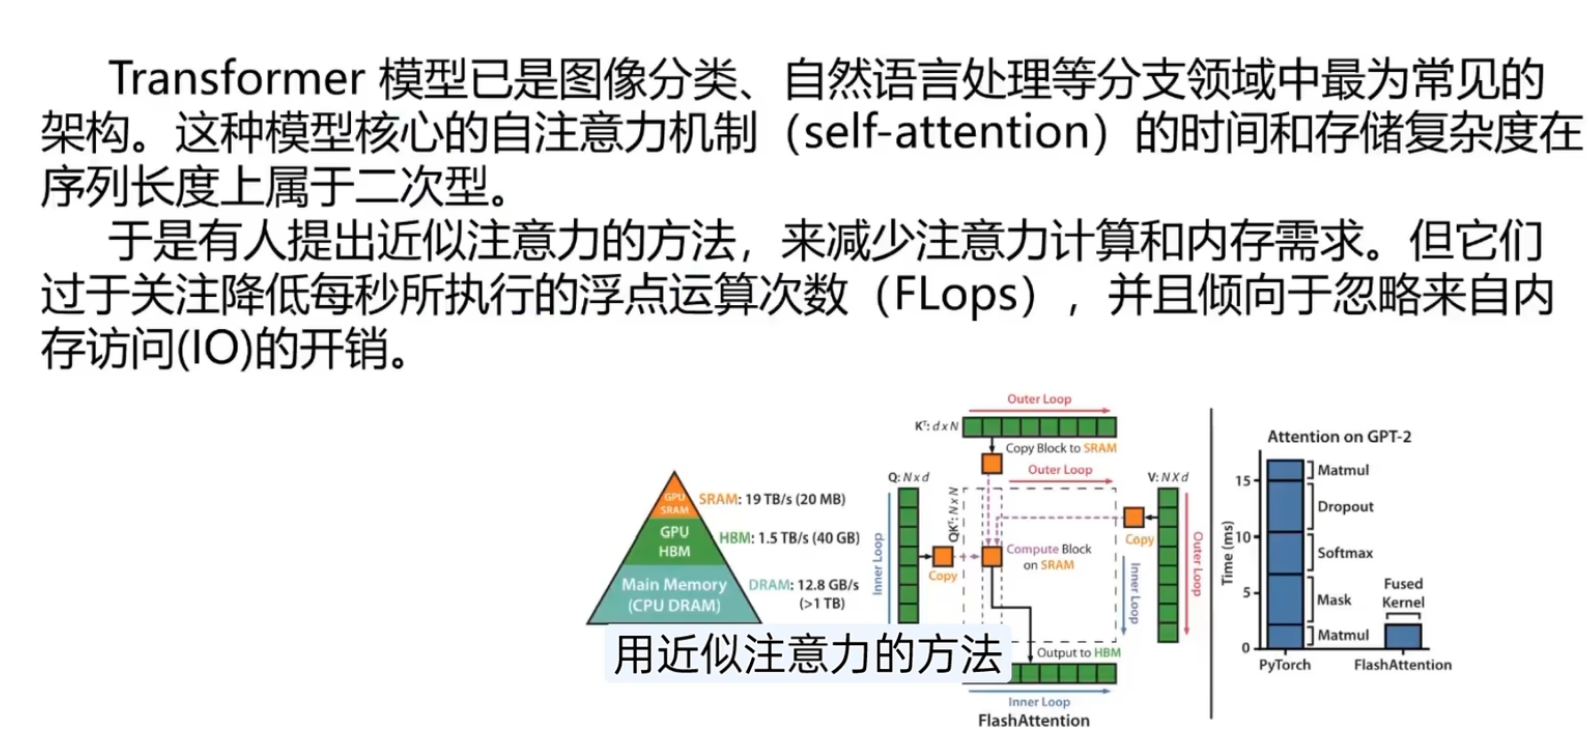 Transformer 模型已是图像分类、自然语言处理等分支领域中最为常见的
架构。这种模型核心的自注意力机制（self-attention）的时间和存储复杂度在
序列长度上属于二次型。
于是有人提出近似注意力的方法，来减少注意力计算和内存需求。但它们
过于关注降低每秒所执行的浮点运算次数（FLops），并且倾向于忽略来自内
存访问(IO)的开销。
GPU
SRAM
SRAM: 19 TB/s (20 MB)
GPU
HBM
HBM: 1.5 TB/s (40 GB)
Main Memory
(CPU DRAM)
DRAM: 12.8 GB/s
(>1 TB)
Outer Loop
Kᵀ: d x N
Copy Block to SRAM
Outer Loop
Q: N x d
V: N X d
QKᵀ: N x N
Copy
Compute Block
on SRAM
Copy
Inner Loop
Inner Loop
Outer Loop
Output to HBM
Inner Loop
FlashAttention
Attention on GPT-2
Time (ms)
15
10
5
0
Matmul
Dropout
Softmax
Mask
Matmul
Fused
Kernel
PyTorch
FlashAttention
用近似注意力的方法